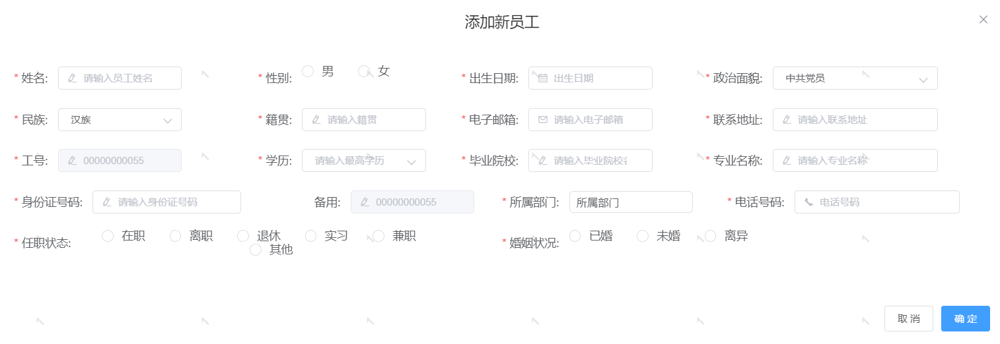 添加新员工
* 姓名: 请输入员工姓名 * 性别: 男 女 * 出生日期: 出生日期 * 政治面貌: 中共党员
* 民族: 汉族 * 籍贯: 请输入籍贯 * 电子邮箱: 请输入电子邮箱 * 联系地址: 请输入联系地址
* 工号: 00000000055 * 学历: 请输入最高学历 * 毕业院校: 请输入毕业院校名 * 专业名称: 请输入专业名称
* 身份证号码: 请输入身份证号码 备用: 00000000055 * 所属部门: 所属部门 * 电话号码: 电话号码
* 任职状态: 在职 离职 退休 实习 兼职 * 婚姻状况: 已婚 未婚 离异
其他
取消 确定